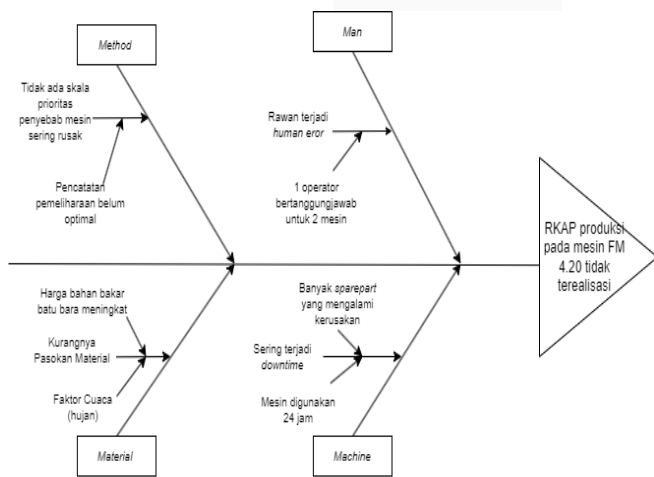 Method
Man
Tidak ada skala
prioritas
penyebab mesin
sering rusak
Pencatatan
pemeliharaan belum
optimal
Rawan terjadi
human eror
1 operator
bertanggungjawab
untuk 2 mesin
RKAP produksi
pada mesin FM
4.20 tidak
terealisasi
Harga bahan bakar
batu bara meningkat
Kurangnya
Pasokan Material
Faktor Cuaca
(hujan)
Banyak sparepart
yang mengalami
kerusakan
Sering terjadi
downtime
Mesin digunakan
24 jam
Material
Machine